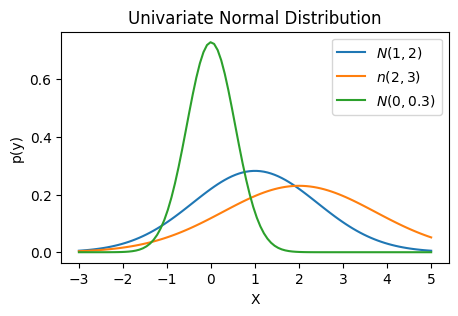 Univariate Normal Distribution
N(1, 2)
n(2, 3)
N(0, 0.3)
p(y)
0.6
0.4
0.2
0.0
−3 −2 −1 0 1 2 3 4 5
X